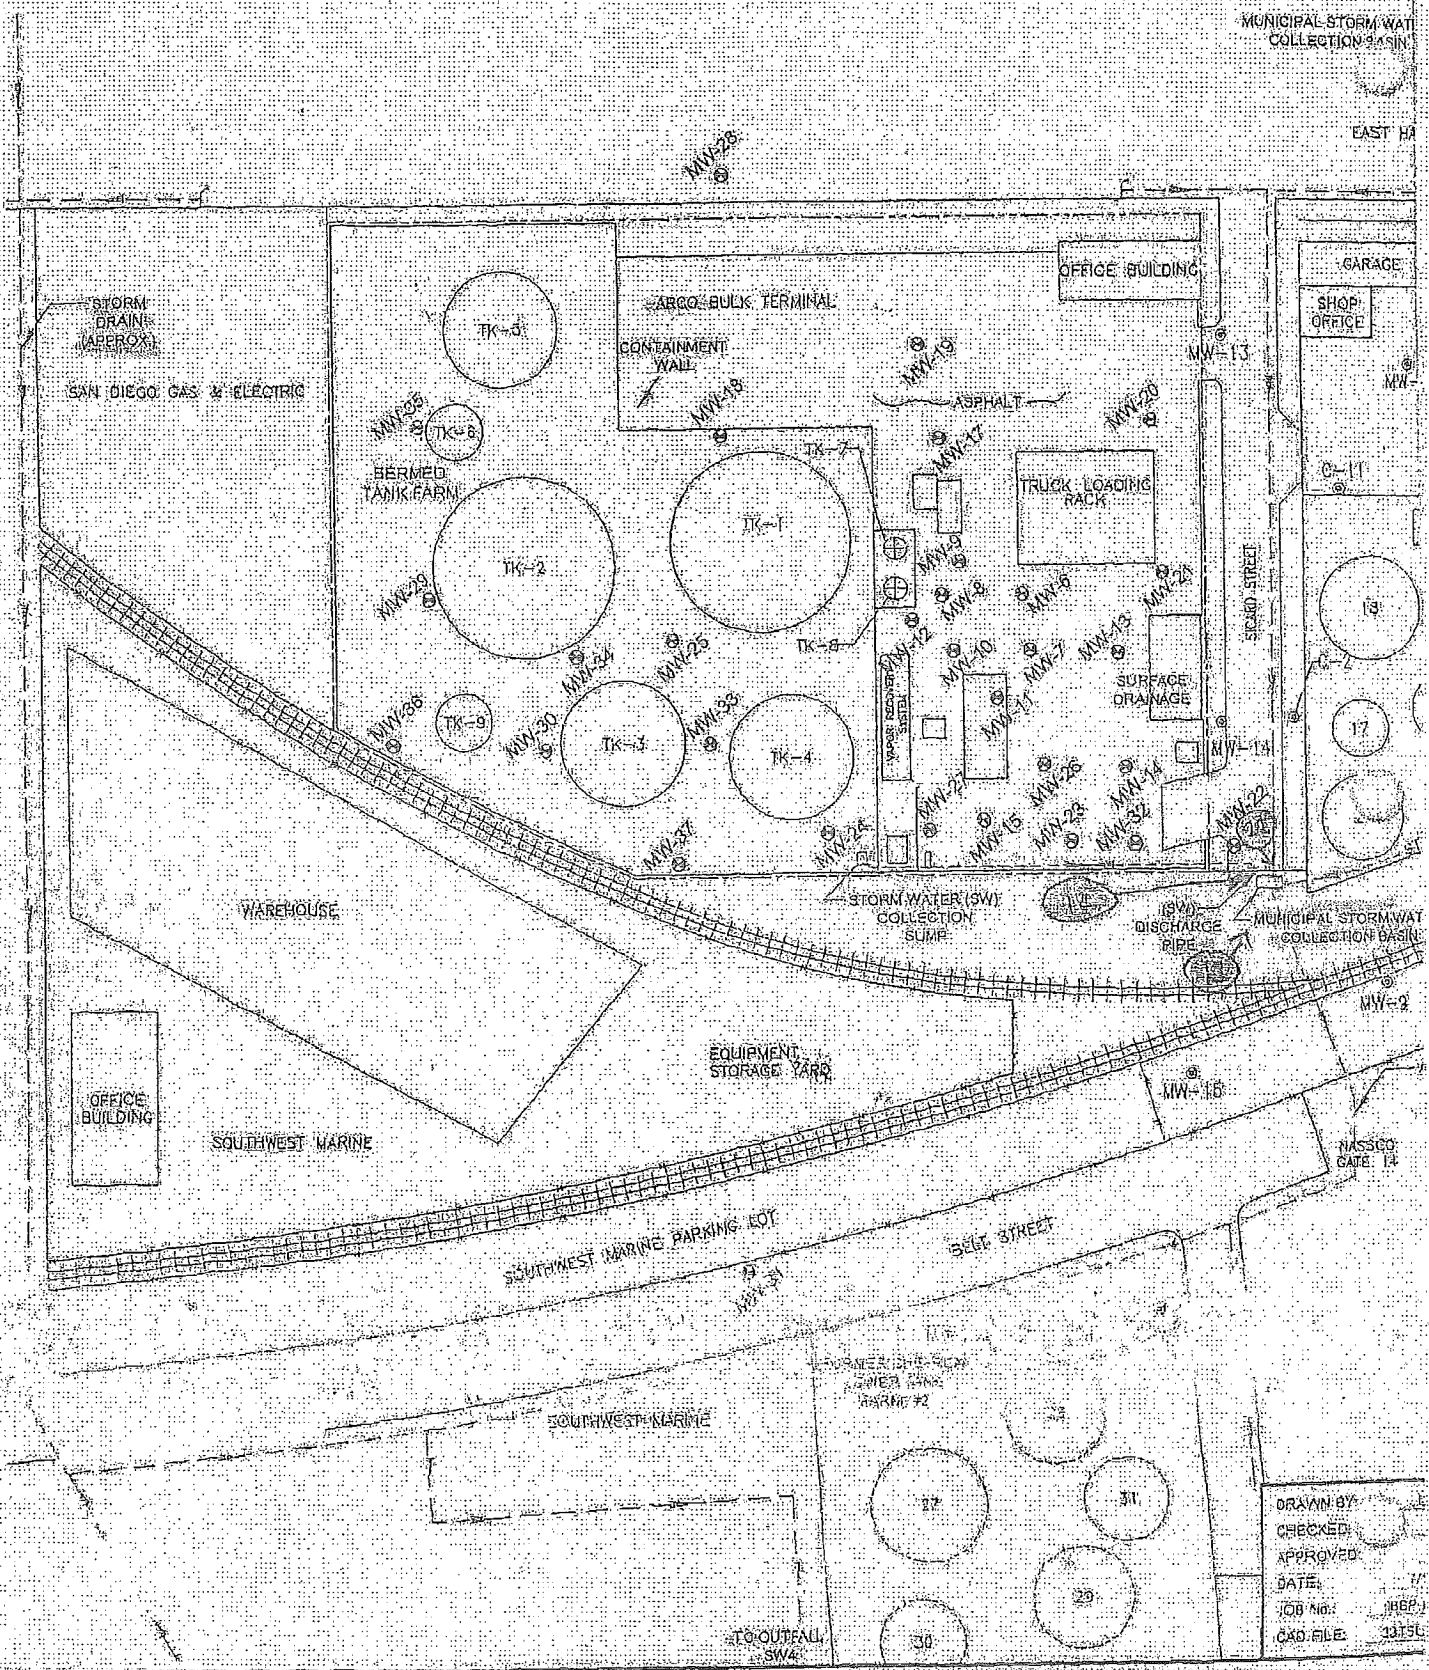 MUNICIPAL STORM WAT
COLLECTION BASIN
EAST HA
MW-28
OFFICE BUILDING
GARAGE
SHOP
OFFICE
STORM
DRAIN
(APPROX)
ARCO BULK TERMINAL
CONTAINMENT
WALL
MW-19
MW-13
MW-
SAN DIEGO GAS & ELECTRIC
MW-35
TK-6
MW-18
ASPHALT
MW-20
MW-17
TK-7
BERMED
TANK FARM
TRUCK LOADING
RACK
C-11
TK-1
TK-2
MW-9
SICARD STREET
MW-29
MW-8
MW-6
MW-21
13
MW-12
MW-10
MW-7
MW-13
TK-8
MW-34
MW-25
C-2
SURFACE
DRAINAGE
VAPOR RECOVERY
SYSTEM
MW-11
MW-36
TK-9
MW-30
TK-3
MW-33
TK-4
17
MW-14
MW-26
MW-14
MW-27
MW-15
MW-23
MW-32
MW-22
MW-37
MW-24
WAREHOUSE
STORM WATER (SW)
COLLECTION
SUMP
(SW)
DISCHARGE
PIPE
MUNICIPAL STORM WAT
COLLECTION BASIN
MW-2
EQUIPMENT
STORAGE YARD
OFFICE
BUILDING
SOUTHWEST MARINE
NASSCO
GATE 14
SOUTHWEST MARINE PARKING LOT
BELT STREET
MW-31
SOUTHWEST MARINE
27
31
29
30
TO OUTFALL
SW4
DRAWN BY
CHECKED
APPROVED
DATE:
JOB No.:
CAD FILE: